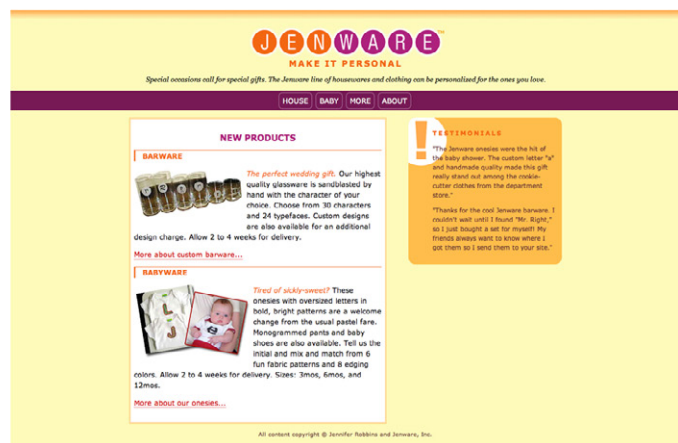 JENWARE™
MAKE IT PERSONAL
Special occasions call for special gifts. The Jenware line of housewares and clothing can be personalized for the ones you love.
HOUSE BABY MORE ABOUT
NEW PRODUCTS
BARWARE
The perfect wedding gift. Our highest
quality glassware is sandblasted by
hand with the character of your
choice. Choose from 30 characters
and 24 typefaces. Custom designs
are also available for an additional
design charge. Allow 2 to 4 weeks for delivery.
More about custom barware...
BABYWARE
Tired of sickly-sweet? These
onesies with oversized letters in
bold, bright patterns are a welcome
change from the usual pastel fare.
Monogrammed pants and baby
shoes are also available. Tell us the
initial and mix and match from 6
fun fabric patterns and 8 edging
colors. Allow 2 to 4 weeks for delivery. Sizes: 3mos, 6mos, and
12mos.
L
J
More about our onesies...
!
TESTIMONIALS
"The Jenware onesies were the hit of
the baby shower. The custom letter "a"
and handmade quality made this gift
really stand out among the cookie-
cutter clothes from the department
store."
"Thanks for the cool Jenware barware. I
couldn't wait until I found "Mr. Right,"
so I just bought a set for myself! My
friends always want to know where I
got them so I send them to your site."
All content copyright © Jennifer Robbins and Jenware, Inc.